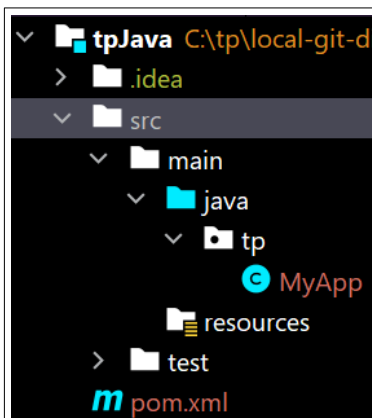 tpJava C:\tp\local-git-d
.idea
src
main
java
tp
C MyApp
resources
test
m pom.xml